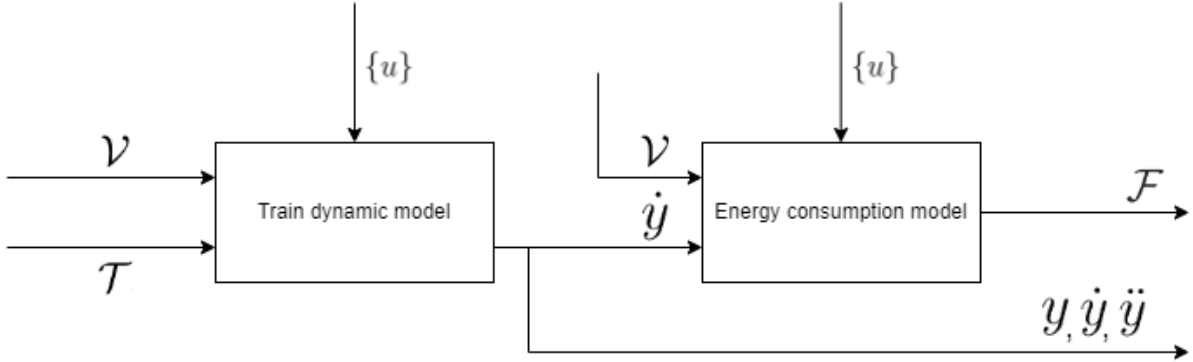 {u}
{u}
𝒱
𝒱
Train dynamic model
ẏ
Energy consumption model
ℱ
𝒯
y, ẏ, ÿ